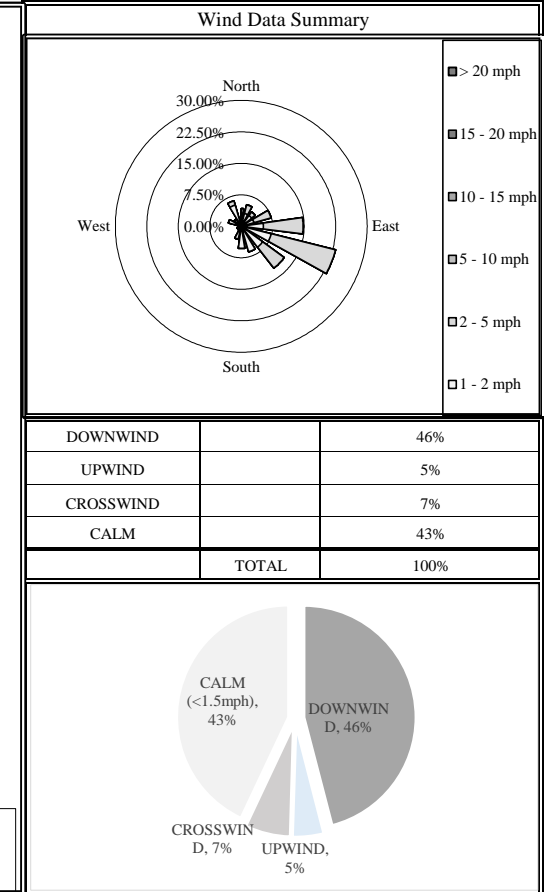 Wind Data Summary
North
30.00%
22.50%
15.00%
7.50%
0.00%
West
East
South
> 20 mph
15 - 20 mph
10 - 15 mph
5 - 10 mph
2 - 5 mph
1 - 2 mph
DOWNWIND 46%
UPWIND 5%
CROSSWIND 7%
CALM 43%
TOTAL 100%
CALM
(<1.5mph),
43%
DOWNWIN
D, 46%
CROSSWIN
D, 7%
UPWIND,
5%